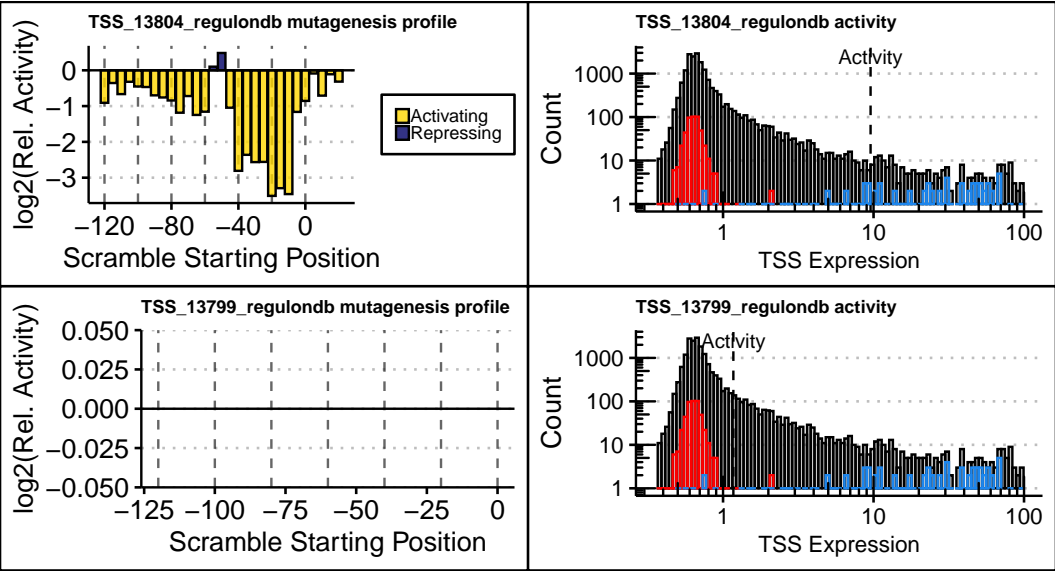 TSS_13804_regulondb mutagenesis profile
log2(Rel. Activity)
0
−1
−2
−3
−120
−80
−40
0
Scramble Starting Position
Activating
Repressing
TSS_13804_regulondb activity
Activity
Count
1000
100
10
1
1
10
100
TSS Expression
TSS_13799_regulondb mutagenesis profile
log2(Rel. Activity)
0.050
0.025
0.000
−0.025
−0.050
−125
−100
−75
−50
−25
0
Scramble Starting Position
TSS_13799_regulondb activity
Activity
Count
1000
100
10
1
1
10
100
TSS Expression